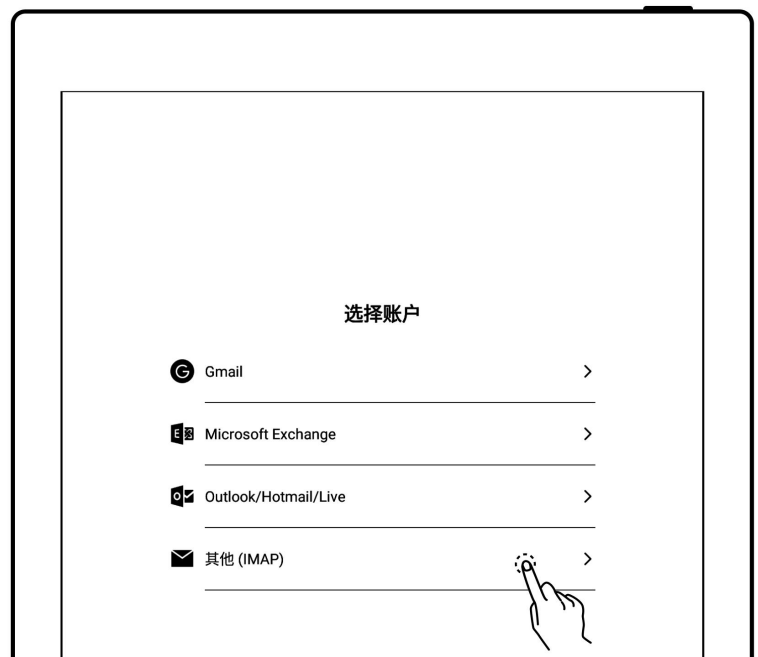 选择账户
Gmail
Microsoft Exchange
Outlook/Hotmail/Live
其他 (IMAP)